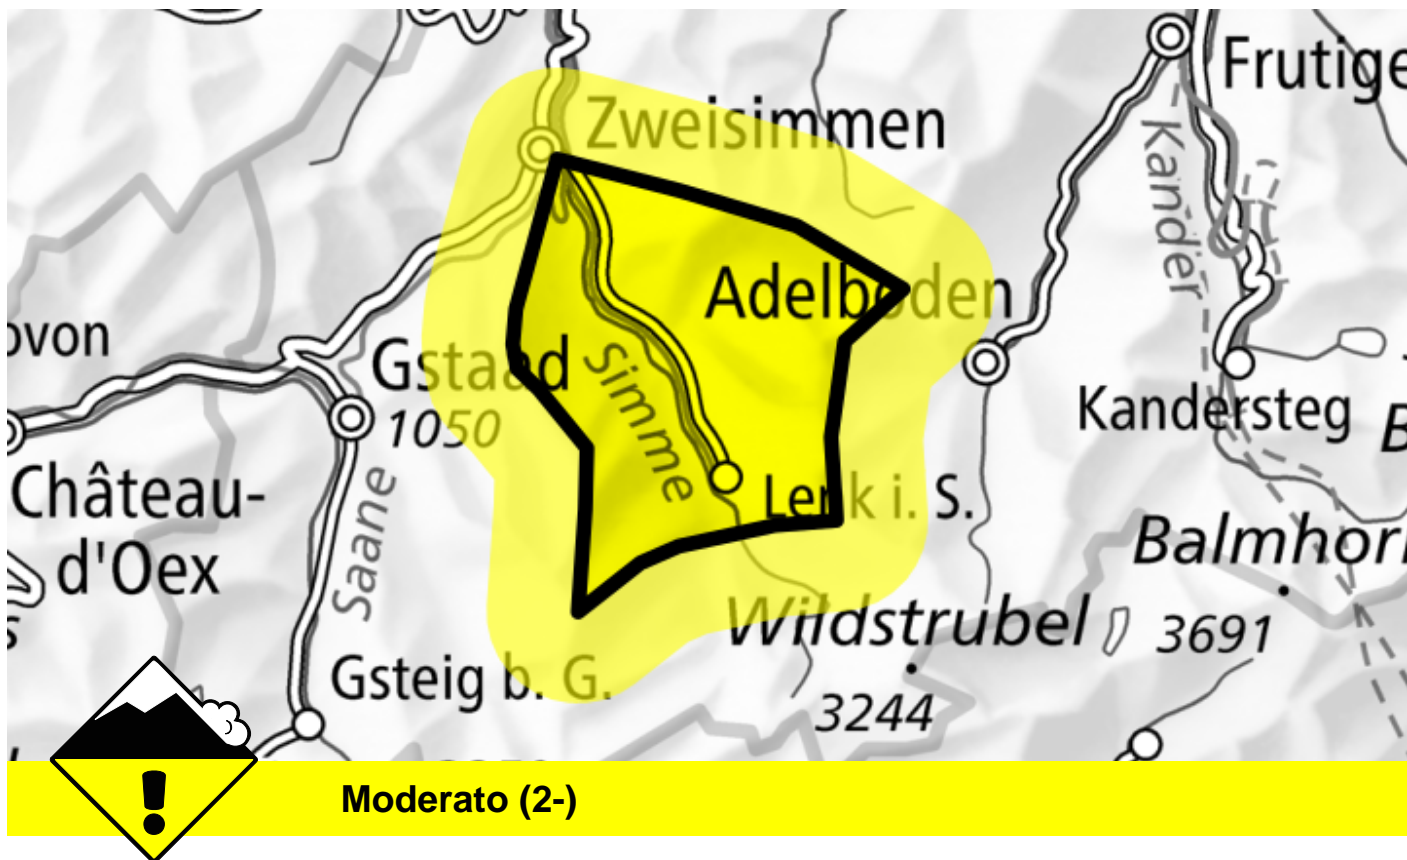 Frutige
Zweisimmen
Kander
Adelboden
ovon
Gstaad
1050
Simme
Kandersteg
B
Château-
d'Oex
Saane
Lenk i. S.
Balmhor
3691
Wildstrubel
3244
Gsteig b. G.
Moderato (2-)